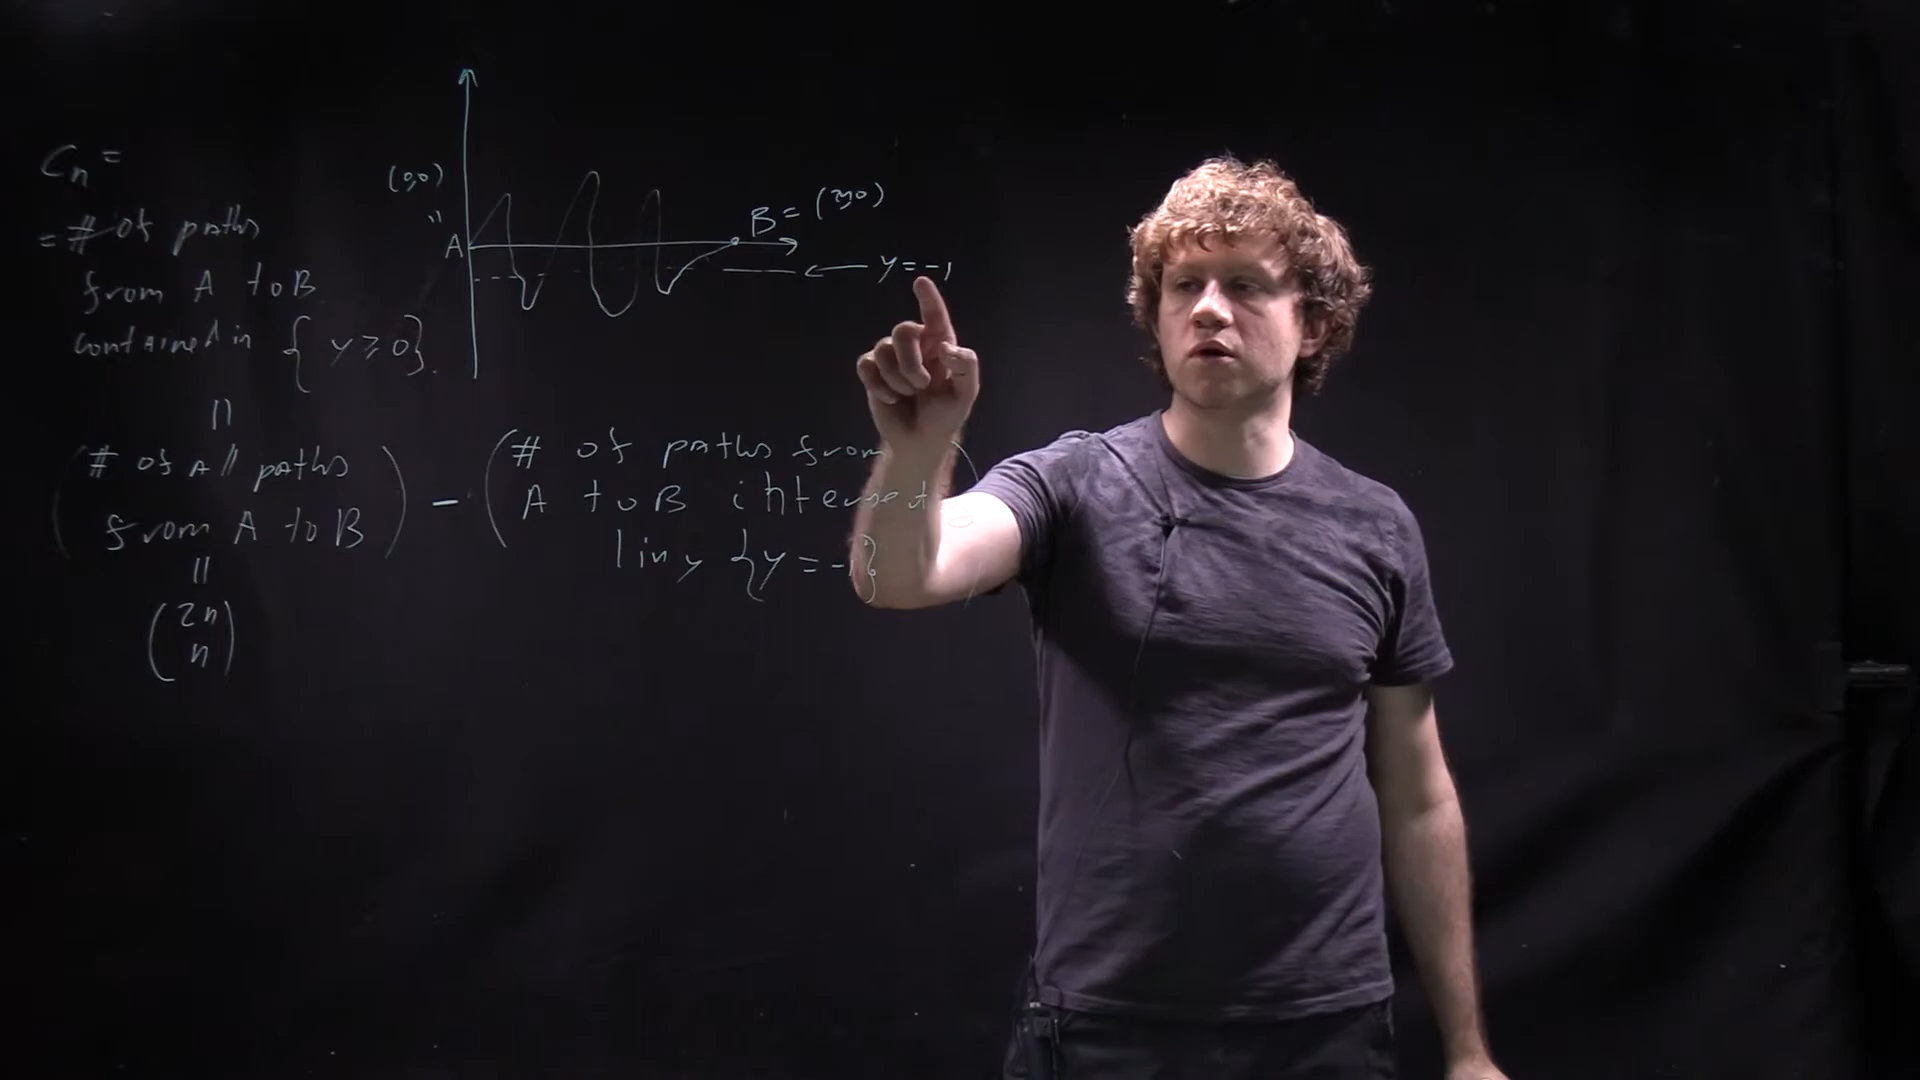 Cn =
= # of paths
from A to B
contained in { y ≥ 0 }.
||
( # of All paths
from A to B )
||
( 2n
n )
−
( # of paths from
A to B intersect
line { y = -1 }
(0,0)
||
A
B = (2n,0)
y = -1